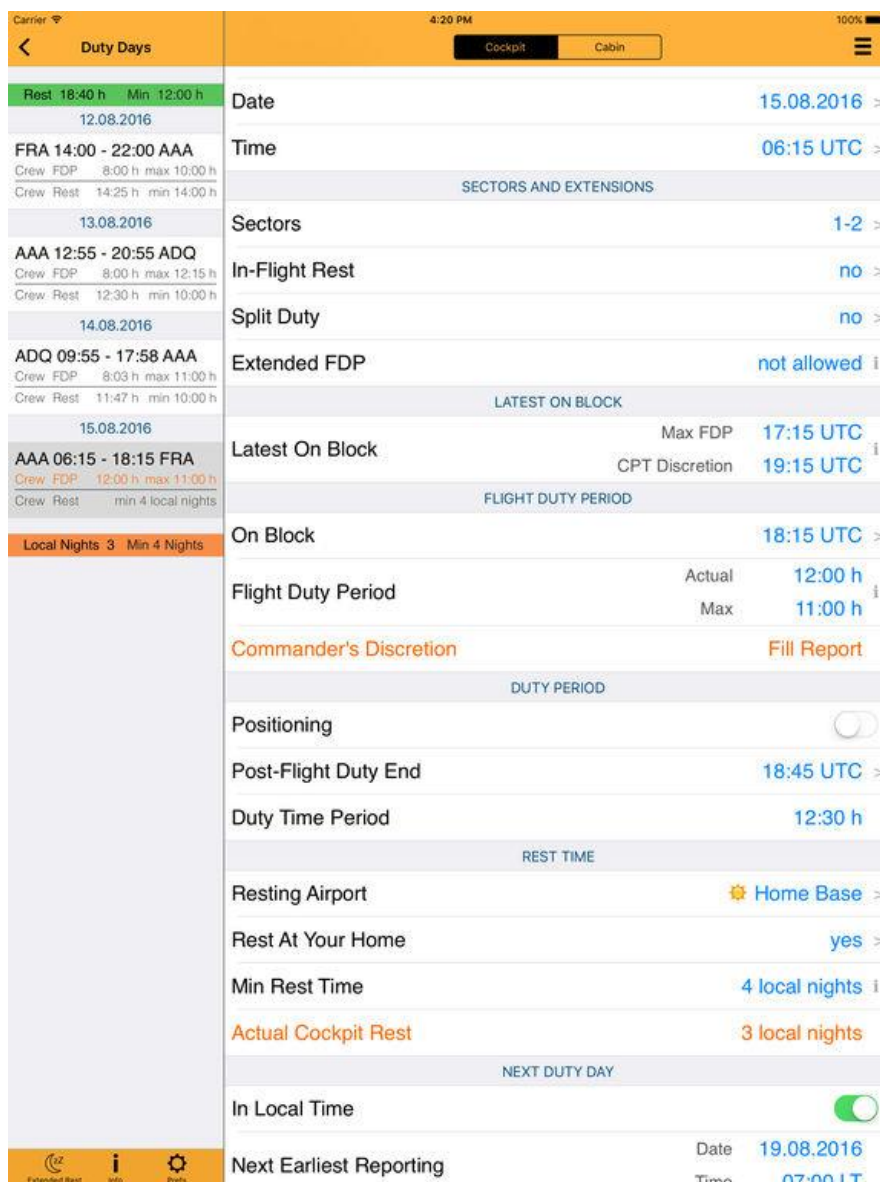 Carrier 4:20 PM 100%
Duty Days Cockpit Cabin
Rest 18:40 h Min 12:00 h
12.08.2016
FRA 14:00 - 22:00 AAA
Crew FDP 8:00 h max 10:00 h
Crew Rest 14:25 h min 14:00 h
13.08.2016
AAA 12:55 - 20:55 ADQ
Crew FDP 8:00 h max 12:15 h
Crew Rest 12:30 h min 10:00 h
14.08.2016
ADQ 09:55 - 17:58 AAA
Crew FDP 8:03 h max 11:00 h
Crew Rest 11:47 h min 10:00 h
15.08.2016
AAA 06:15 - 18:15 FRA
Crew FDP 12:00 h max 11:00 h
Crew Rest min 4 local nights
Local Nights 3 Min 4 Nights
Extended Rest Info Prefs
Date 15.08.2016
Time 06:15 UTC
SECTORS AND EXTENSIONS
Sectors 1-2
In-Flight Rest no
Split Duty no
Extended FDP not allowed
LATEST ON BLOCK
Latest On Block Max FDP 17:15 UTC
CPT Discretion 19:15 UTC
FLIGHT DUTY PERIOD
On Block 18:15 UTC
Flight Duty Period Actual 12:00 h
Max 11:00 h
Commander's Discretion Fill Report
DUTY PERIOD
Positioning
Post-Flight Duty End 18:45 UTC
Duty Time Period 12:30 h
REST TIME
Resting Airport Home Base
Rest At Your Home yes
Min Rest Time 4 local nights
Actual Cockpit Rest 3 local nights
NEXT DUTY DAY
In Local Time
Next Earliest Reporting Date 19.08.2016
Time 07:00 LT